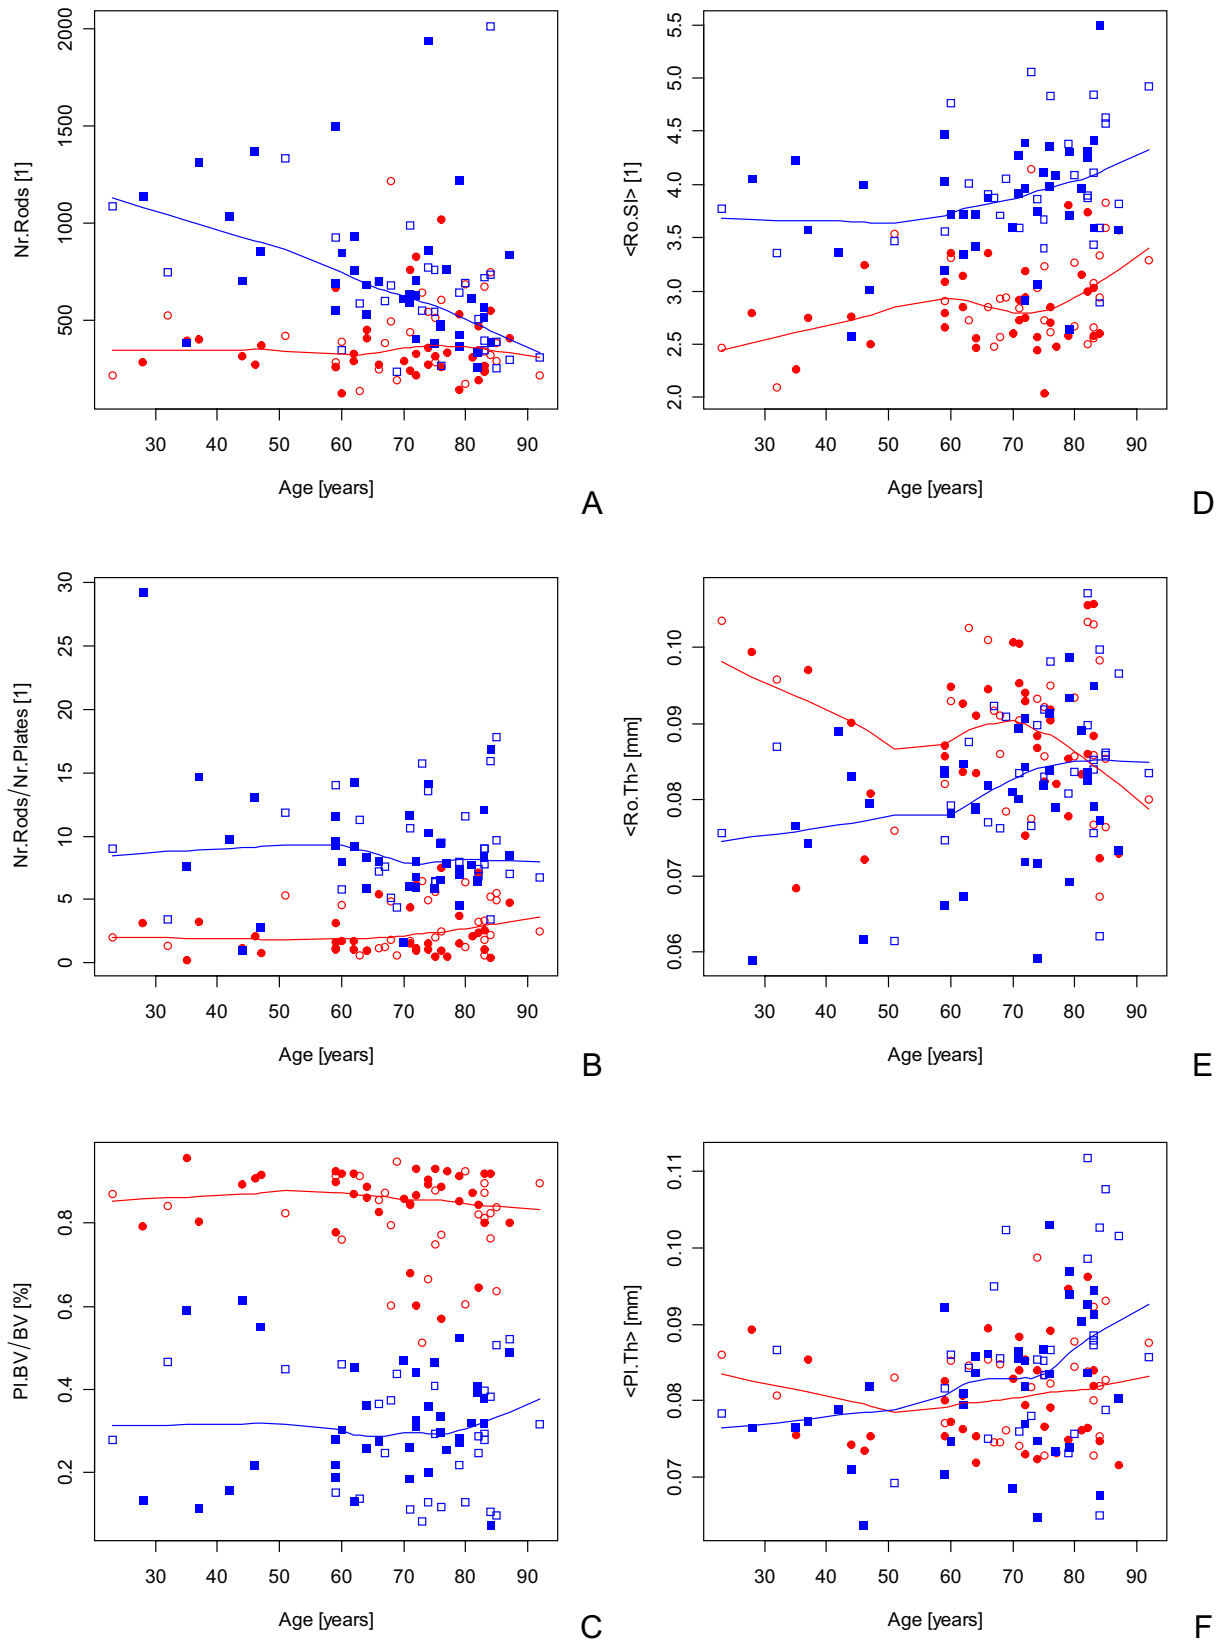 Nr.Rods [1]
2000
1500
1000
500
30 40 50 60 70 80 90
Age [years]
A
<Ro.SI> [1]
5.5
5.0
4.5
4.0
3.5
3.0
2.5
2.0
30 40 50 60 70 80 90
Age [years]
D
Nr.Rods/Nr.Plates [1]
30
25
20
15
10
5
0
30 40 50 60 70 80 90
Age [years]
B
<Ro.Th> [mm]
0.10
0.09
0.08
0.07
0.06
30 40 50 60 70 80 90
Age [years]
E
Pl.BV/BV [%]
0.8
0.6
0.4
0.2
30 40 50 60 70 80 90
Age [years]
C
<Pl.Th> [mm]
0.11
0.10
0.09
0.08
0.07
30 40 50 60 70 80 90
Age [years]
F